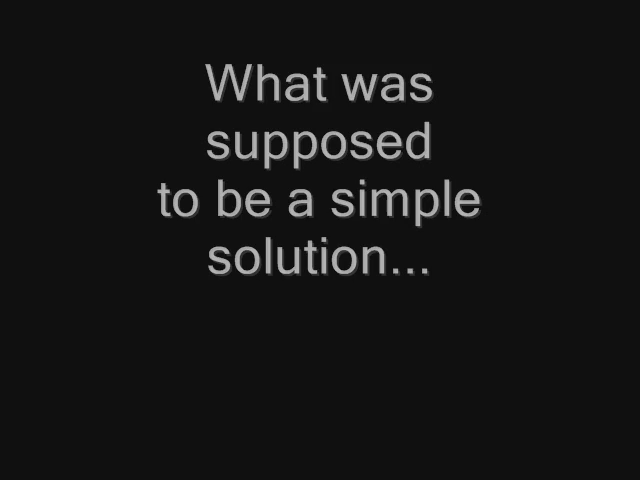 What was
supposed
to be a simple
solution...